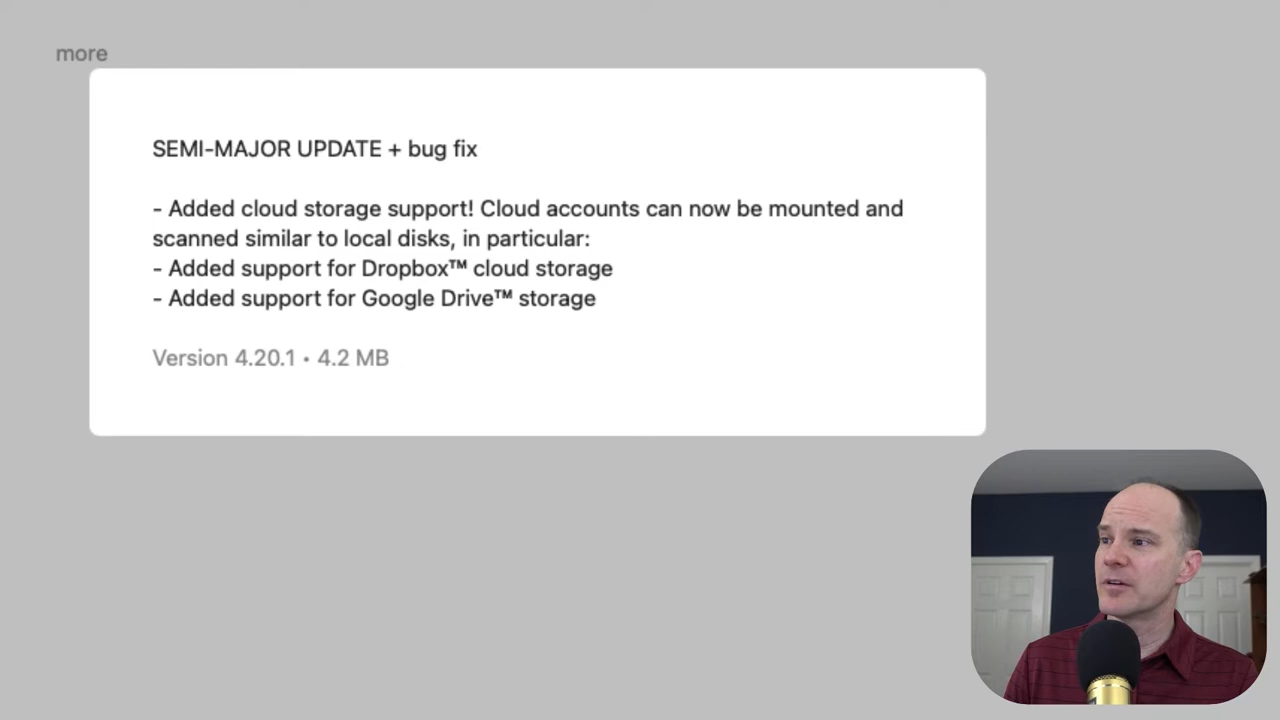 more
SEMI-MAJOR UPDATE + bug fix
- Added cloud storage support! Cloud accounts can now be mounted and
scanned similar to local disks, in particular:
- Added support for Dropbox™ cloud storage
- Added support for Google Drive™ storage
Version 4.20.1 • 4.2 MB